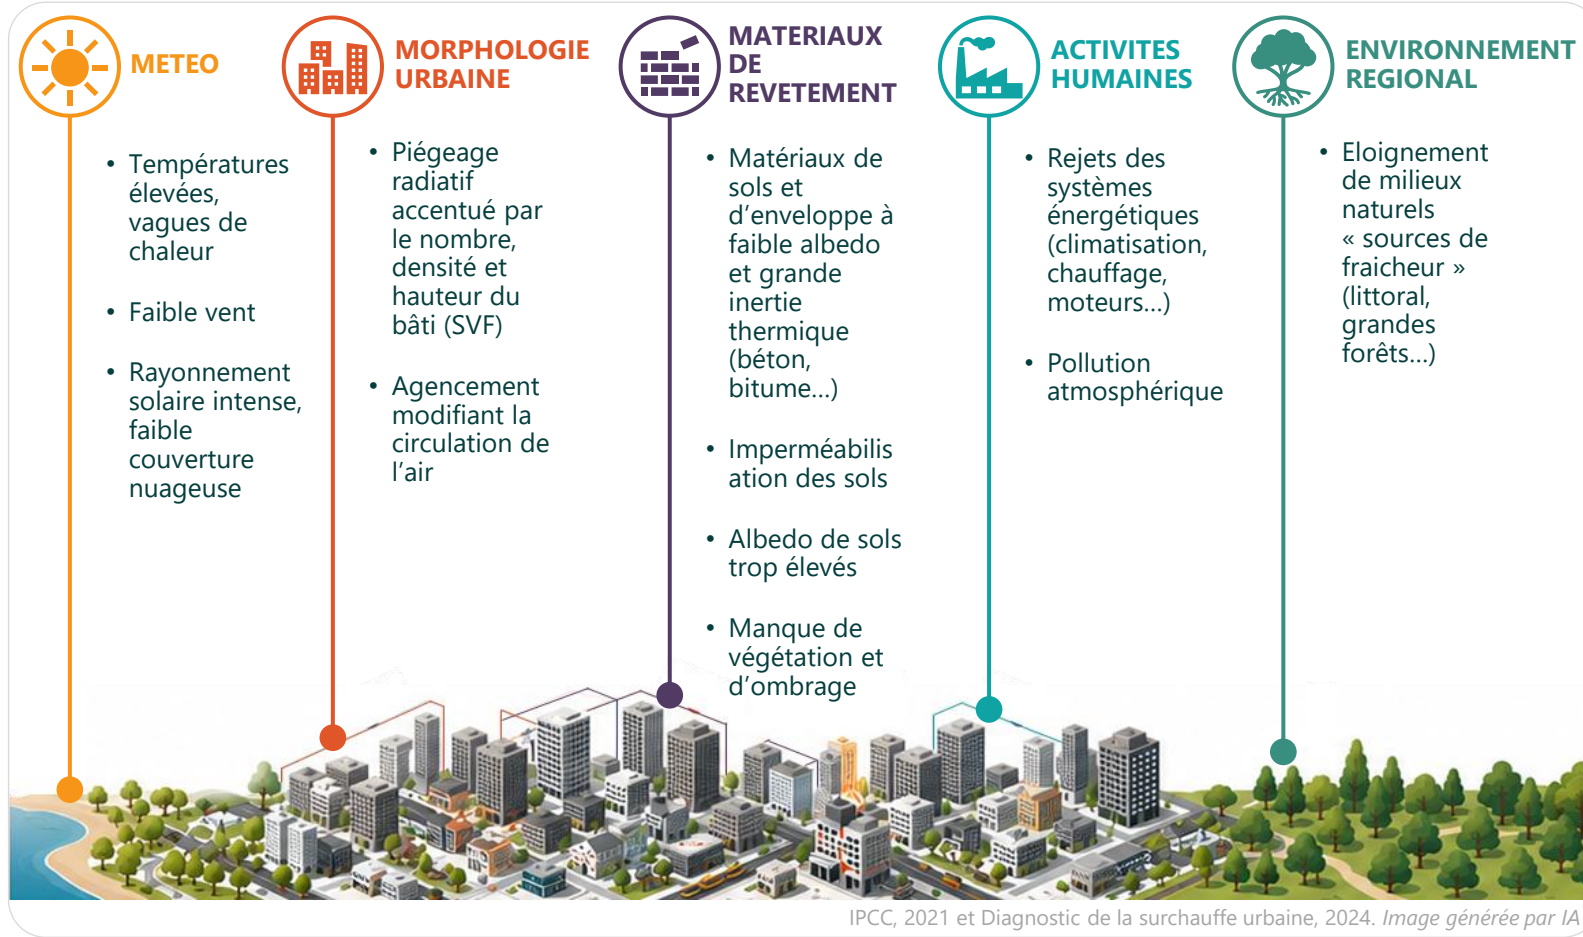 METEO
• Températures
élevées,
vagues de
chaleur
• Faible vent
• Rayonnement
solaire intense,
faible
couverture
nuageuse
MORPHOLOGIE
URBAINE
• Piégeage
radiatif
accentué par
le nombre,
densité et
hauteur du
bâti (SVF)
• Agencement
modifiant la
circulation de
l’air
MATERIAUX
DE
REVETEMENT
• Matériaux de
sols et
d’enveloppe à
faible albedo
et grande
inertie
thermique
(béton,
bitume…)
• Imperméabilis
ation des sols
• Albedo de sols
trop élevés
• Manque de
végétation et
d’ombrage
ACTIVITES
HUMAINES
• Rejets des
systèmes
énergétiques
(climatisation,
chauffage,
moteurs…)
• Pollution
atmosphérique
ENVIRONNEMENT
REGIONAL
• Eloignement
de milieux
naturels
« sources de
fraicheur »
(littoral,
grandes
forêts…)
IPCC, 2021 et Diagnostic de la surchauffe urbaine, 2024. Image générée par IA